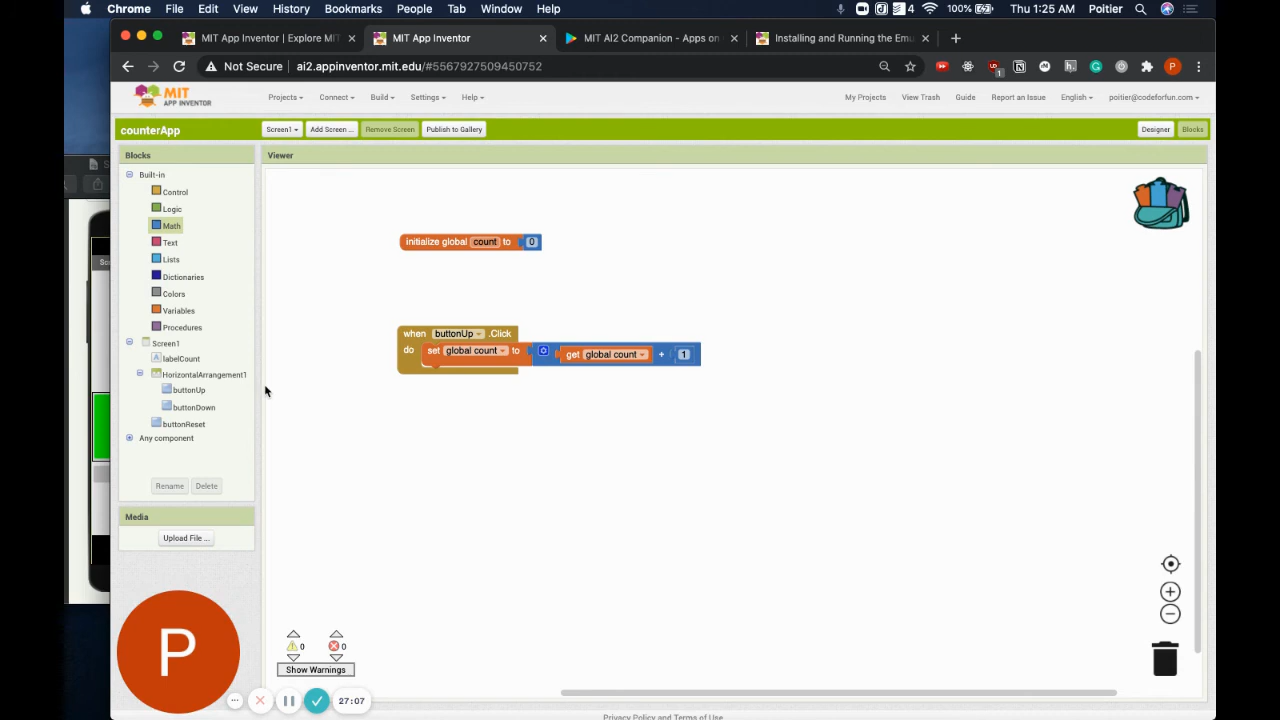 Chrome File Edit View History Bookmarks People Tab Window Help 4 100% Thu 1:25 AM Poitier
MIT App Inventor | Explore MIT
MIT App Inventor
MIT AI2 Companion - Apps on
Installing and Running the Emu
Not Secure ai2.appinventor.mit.edu/#5567927509450752
MIT
APP INVENTOR
Projects Connect Build Settings Help My Projects View Trash Guide Report an Issue English poitier@codeforfun.com
counterApp Screen1 Add Screen ... Remove Screen Publish to Gallery Designer Blocks
Blocks
Viewer
Built-in
Control
Logic
Math
Text
Lists
Dictionaries
Colors
Variables
Procedures
Screen1
labelCount
HorizontalArrangement1
buttonUp
buttonDown
buttonReset
Any component
Rename Delete
Media
Upload File ...
initialize global count to 0
when buttonUp .Click
do set global count to get global count + 1
0 0
Show Warnings
P
27:07
Privacy Policy and Terms of Use